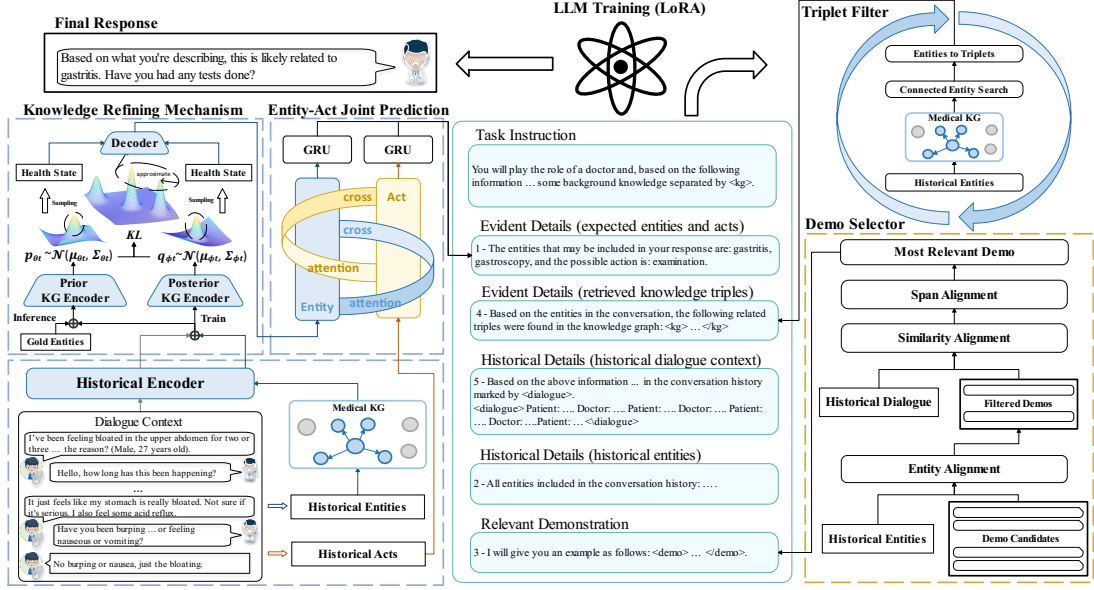 Final Response
Based on what you're describing, this is likely related to
gastritis. Have you had any tests done?
LLM Training (LoRA)
Triplet Filter
Entities to Triplets
Connected Entity Search
Medical KG
Historical Entities
Knowledge Refining Mechanism
Decoder
Health State
approximate
Health State
Sampling
Sampling
KL
p_θt ~ N(μ_θt, Σ_θt)
q_ϕt ~ N(μ_ϕt, Σ_ϕt)
Prior
KG Encoder
Posterior
KG Encoder
Inference
Train
Gold Entities
Entity-Act Joint Prediction
GRU
GRU
cross
Act
cross
attention
Entity
attention
Historical Encoder
Dialogue Context
I've been feeling bloated in the upper abdomen for two or
three … the reason? (Male, 27 years old).
Hello, how long has this been happening?
...
It just feels like my stomach is really bloated. Not sure if
it's serious. I also feel some acid reflux.
Have you been burping … or feeling
nauseous or vomiting?
No burping or nausea, just the bloating.
Medical KG
Historical Entities
Historical Acts
Task Instruction
You will play the role of a doctor and, based on the following
information … some background knowledge separated by <kg>.
Evident Details (expected entities and acts)
1 - The entities that may be included in your response are: gastritis,
gastroscopy, and the possible action is: examination.
Evident Details (retrieved knowledge triples)
4 - Based on the entities in the conversation, the following related
triples were found in the knowledge graph: <kg> … </kg>
Historical Details (historical dialogue context)
5 - Based on the above information ... in the conversation history
marked by <dialogue>.
<dialogue> Patient: …. Doctor: …. Patient: …. Doctor: …. Patient:
…. Doctor: ….Patient: … <\dialogue>
Historical Details (historical entities)
2 - All entities included in the conversation history: … .
Relevant Demonstration
3 - I will give you an example as follows: <demo> … </demo>.
Demo Selector
Most Relevant Demo
Span Alignment
Similarity Alignment
Historical Dialogue
Filtered Demos
Entity Alignment
Historical Entities
Demo Candidates